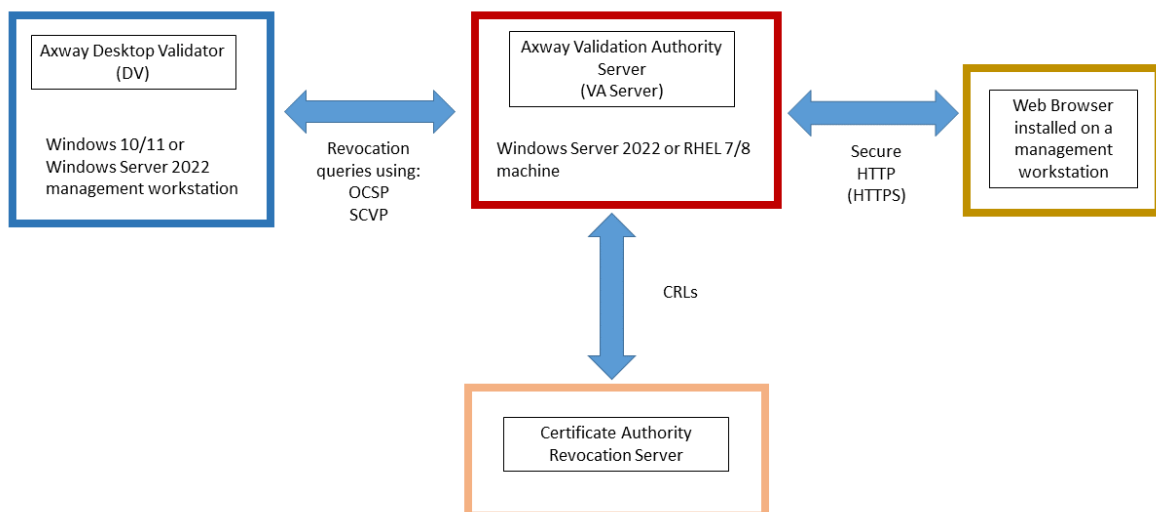 Axway Desktop Validator
(DV)
Windows 10/11 or
Windows Server 2022
management workstation
Revocation
queries using:
OCSP
SCVP
Axway Validation Authority
Server
(VA Server)
Windows Server 2022 or RHEL 7/8
machine
Secure
HTTP
(HTTPS)
Web Browser
installed on a
management
workstation
CRLs
Certificate Authority
Revocation Server